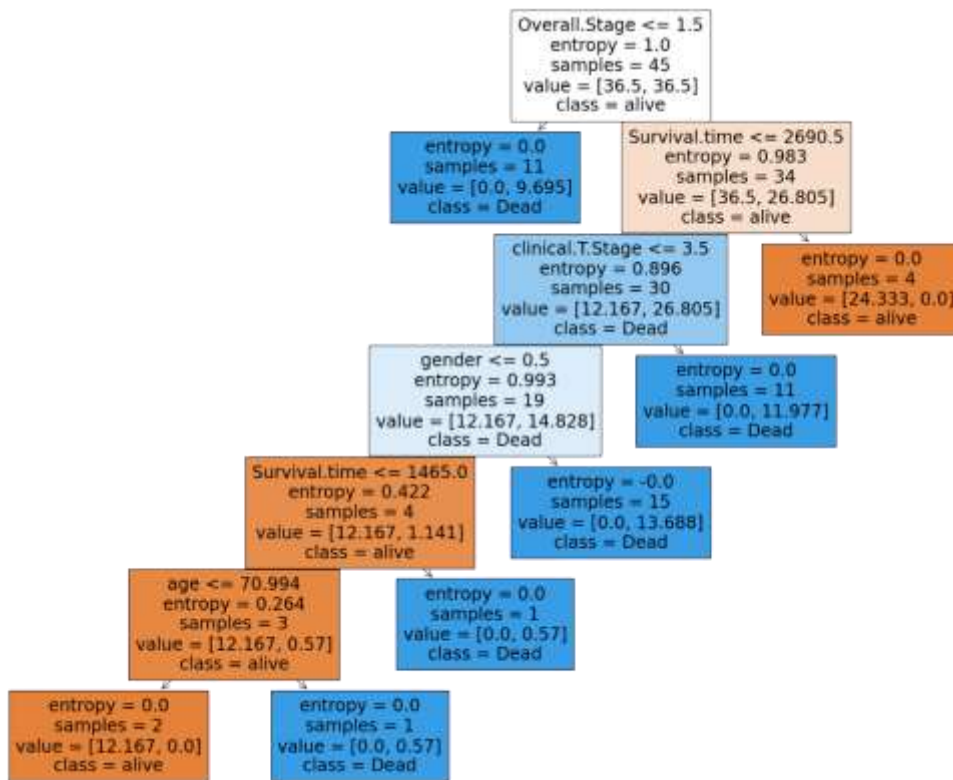 Overall.Stage <= 1.5
entropy = 1.0
samples = 45
value = [36.5, 36.5]
class = alive
entropy = 0.0
samples = 11
value = [0.0, 9.695]
class = Dead
Survival.time <= 2690.5
entropy = 0.983
samples = 34
value = [36.5, 26.805]
class = alive
clinical.T.Stage <= 3.5
entropy = 0.896
samples = 30
value = [12.167, 26.805]
class = Dead
entropy = 0.0
samples = 4
value = [24.333, 0.0]
class = alive
gender <= 0.5
entropy = 0.993
samples = 19
value = [12.167, 14.828]
class = Dead
entropy = 0.0
samples = 11
value = [0.0, 11.977]
class = Dead
Survival.time <= 1465.0
entropy = 0.422
samples = 4
value = [12.167, 1.141]
class = alive
entropy = -0.0
samples = 15
value = [0.0, 13.688]
class = Dead
age <= 70.994
entropy = 0.264
samples = 3
value = [12.167, 0.57]
class = alive
entropy = 0.0
samples = 1
value = [0.0, 0.57]
class = Dead
entropy = 0.0
samples = 2
value = [12.167, 0.0]
class = alive
entropy = 0.0
samples = 1
value = [0.0, 0.57]
class = Dead